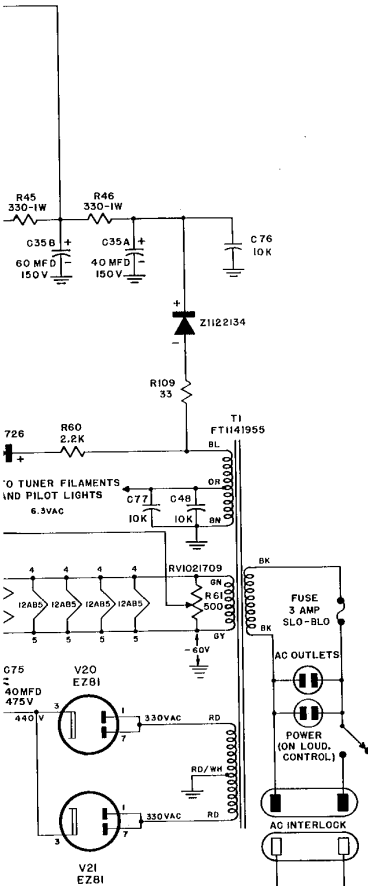 R45
330-1W
R46
330-1W
C35B +
60 MFD -
150V
C35A +
40 MFD -
150V
C76
10K
+
Z1122134
-
R109
33
T1
FT1141955
726
+
R60
2.2K
BL
TO TUNER FILAMENTS
AND PILOT LIGHTS
6.3VAC
OR
C77
10K
C48
10K
BN
RV1021709
BK
4 4 4 4
12AB5 12AB5 12AB5 12AB5
5 5 5 5
GN
R61
500
GY
-60V
BK
FUSE
3 AMP
SLO-BLO
AC OUTLETS
C75
40MFD
475V
440V
V20
EZ81
3
1
7
330VAC
RD
POWER
(ON LOUD.
CONTROL)
RD/WH
3
1
7
330VAC
RD
AC INTERLOCK
V21
EZ81